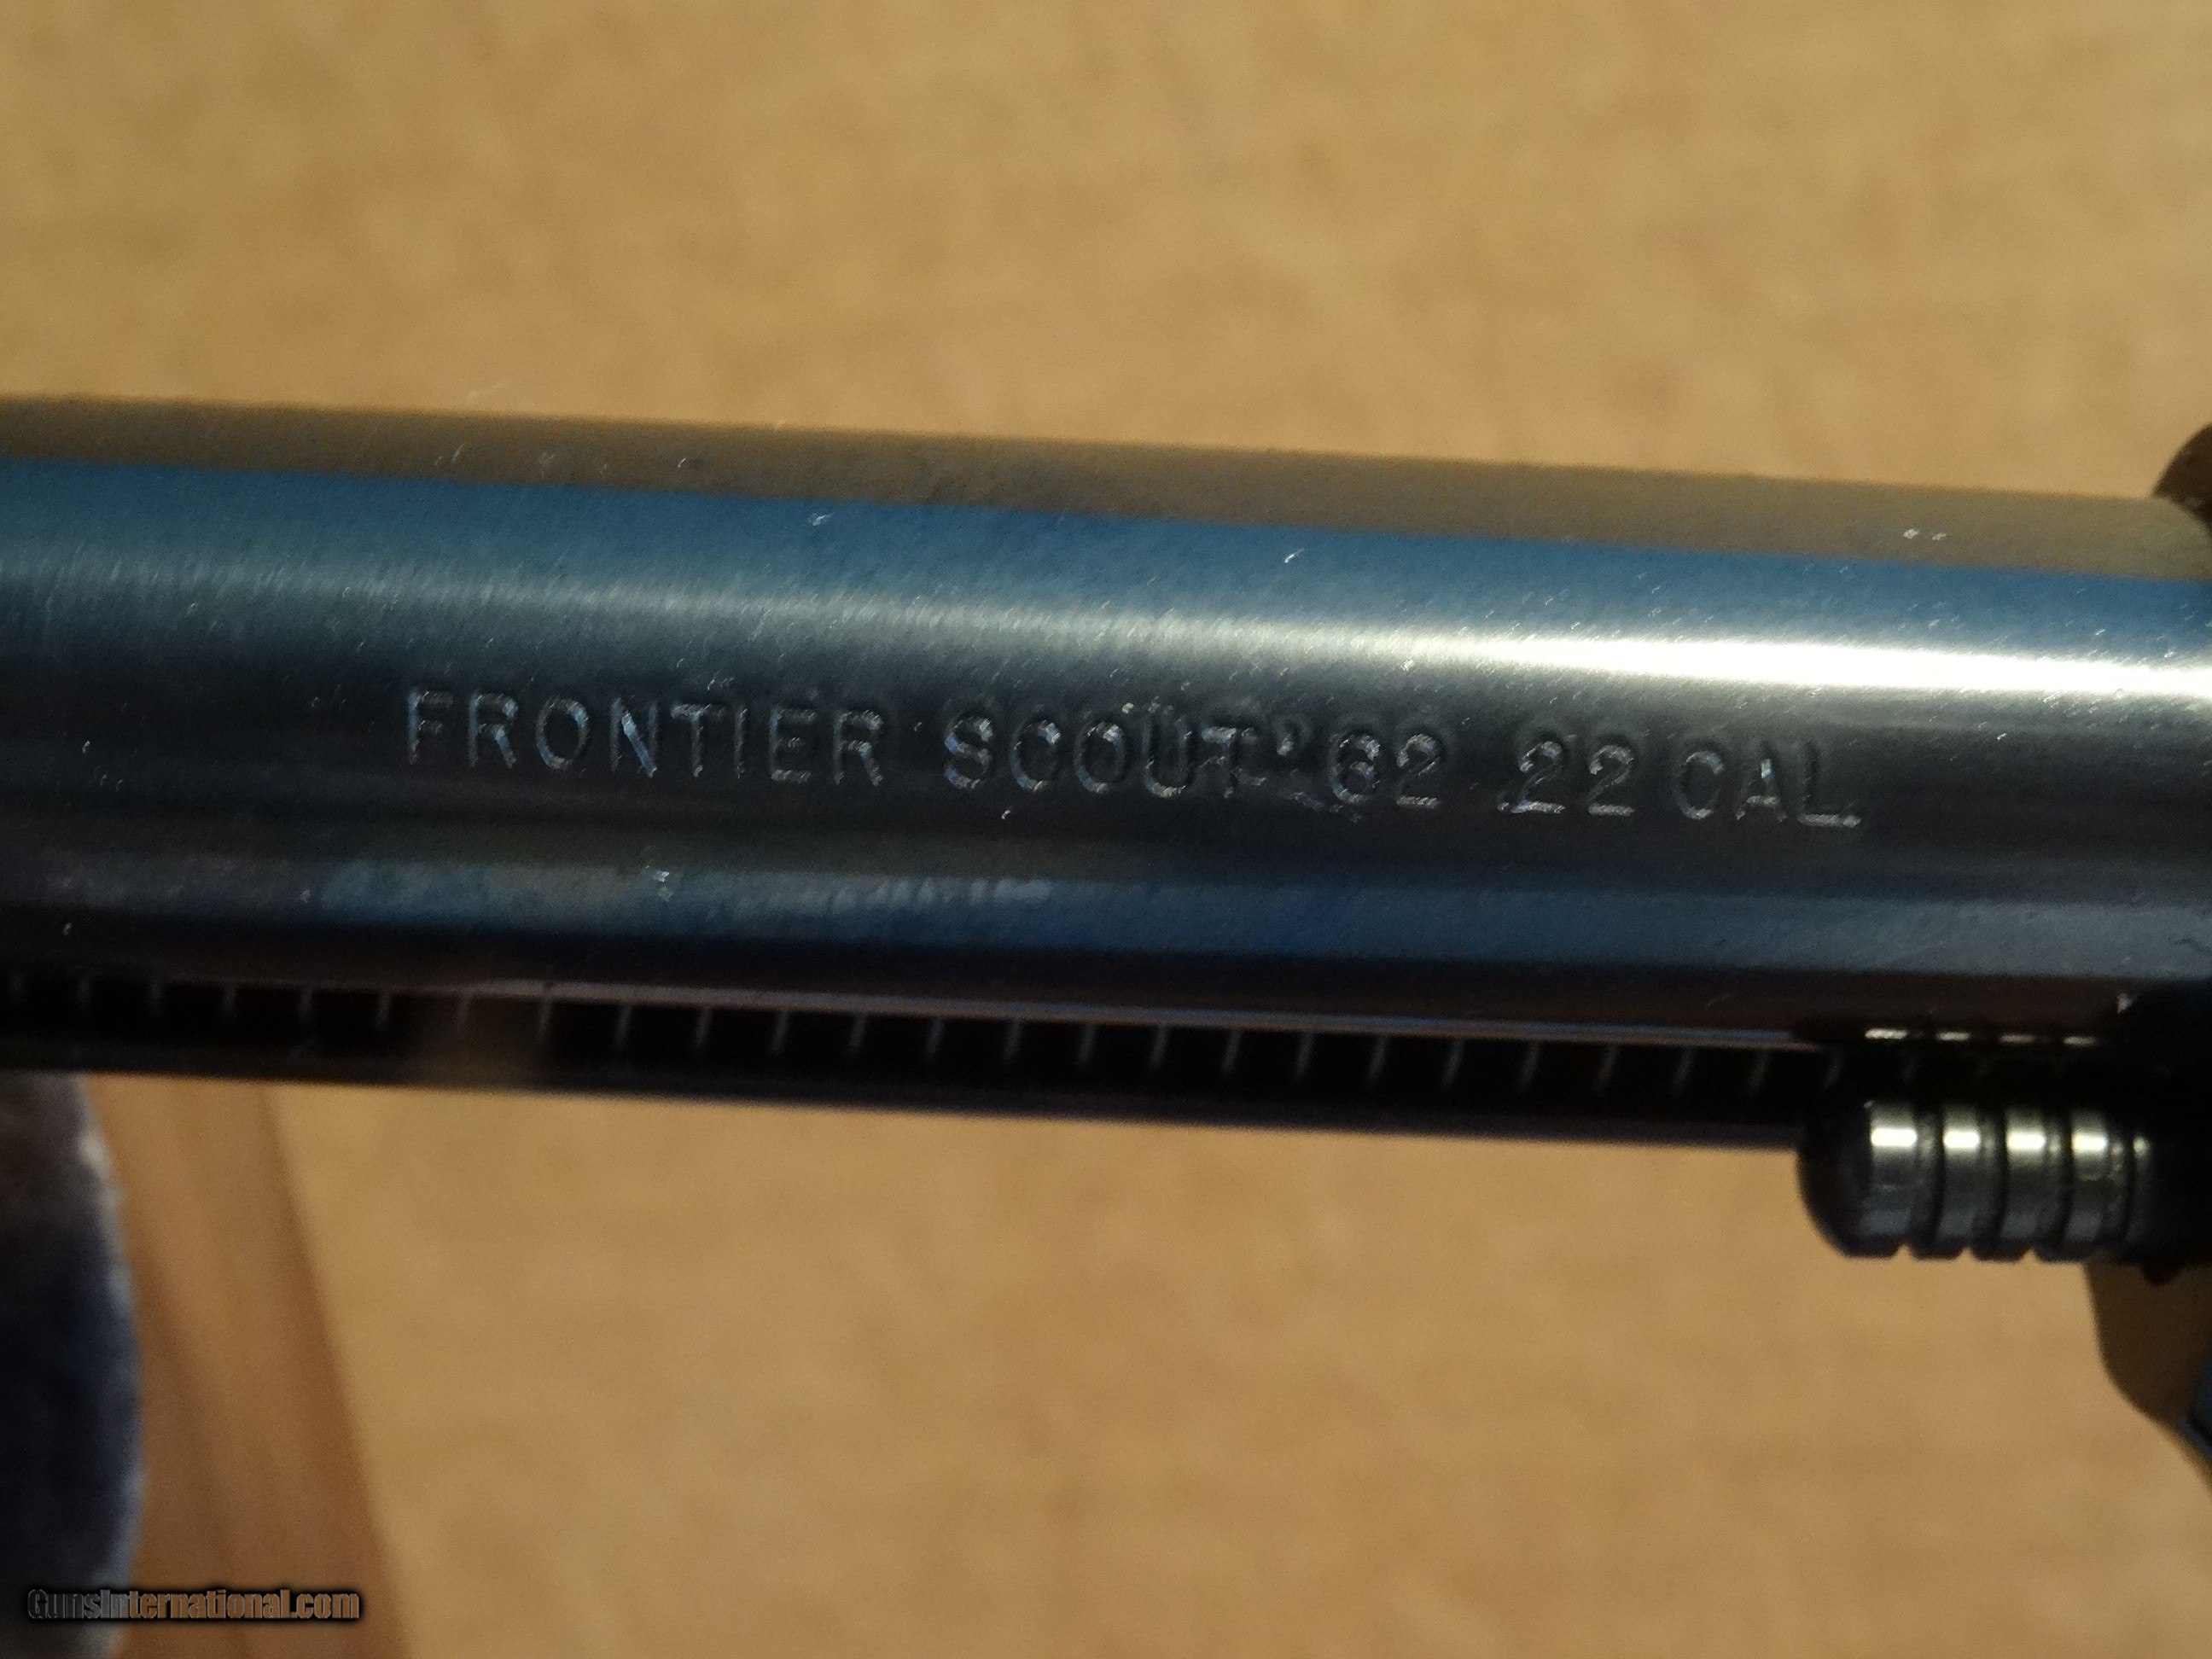 FRONTIER SCOUT '62 .22 CAL.
GunsInternational.com